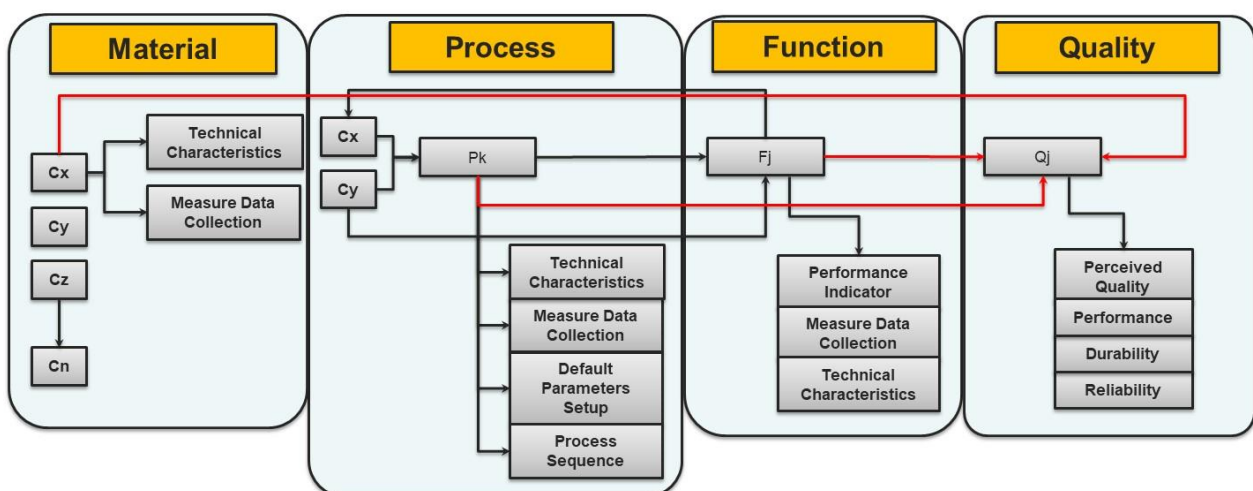 Material
Cx
Technical
Characteristics
Measure Data
Collection
Cy
Cz
Cn
Process
Cx
Cy
Pk
Technical
Characteristics
Measure Data
Collection
Default
Parameters
Setup
Process
Sequence
Function
Fj
Performance
Indicator
Measure Data
Collection
Technical
Characteristics
Quality
Qj
Perceived
Quality
Performance
Durability
Reliability